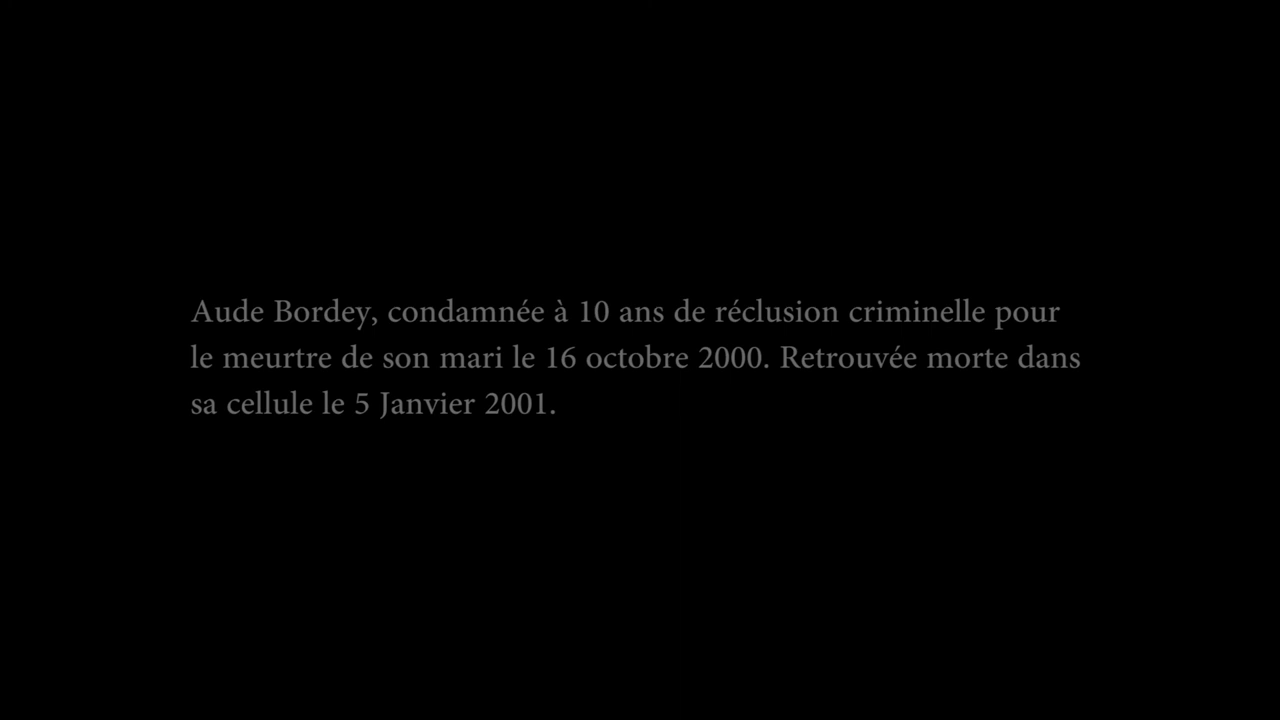 Aude Bordey, condamnée à 10 ans de réclusion criminelle pour
le meurtre de son mari le 16 octobre 2000. Retrouvée morte dans
sa cellule le 5 Janvier 2001.